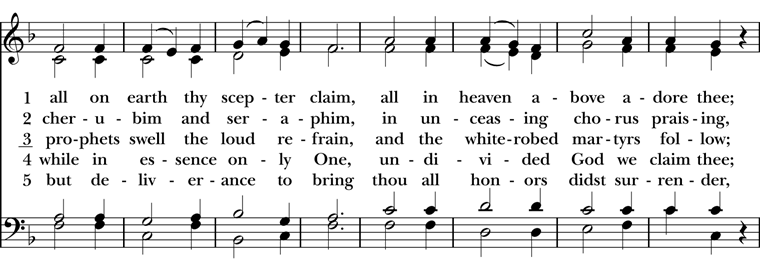 1 all on earth thy scep - ter claim, all in heaven a - bove a - dore thee;
2 cher - u - bim and ser - a - phim, in un - ceas - ing cho - rus prais - ing,
3 pro - phets swell the loud re - frain, and the white - robed mar - tyrs fol - low;
4 while in es - sence on - ly One, un - di - vi - ded God we claim thee;
5 but de - liv - er - ance to bring thou all hon - ors didst sur - ren - der,